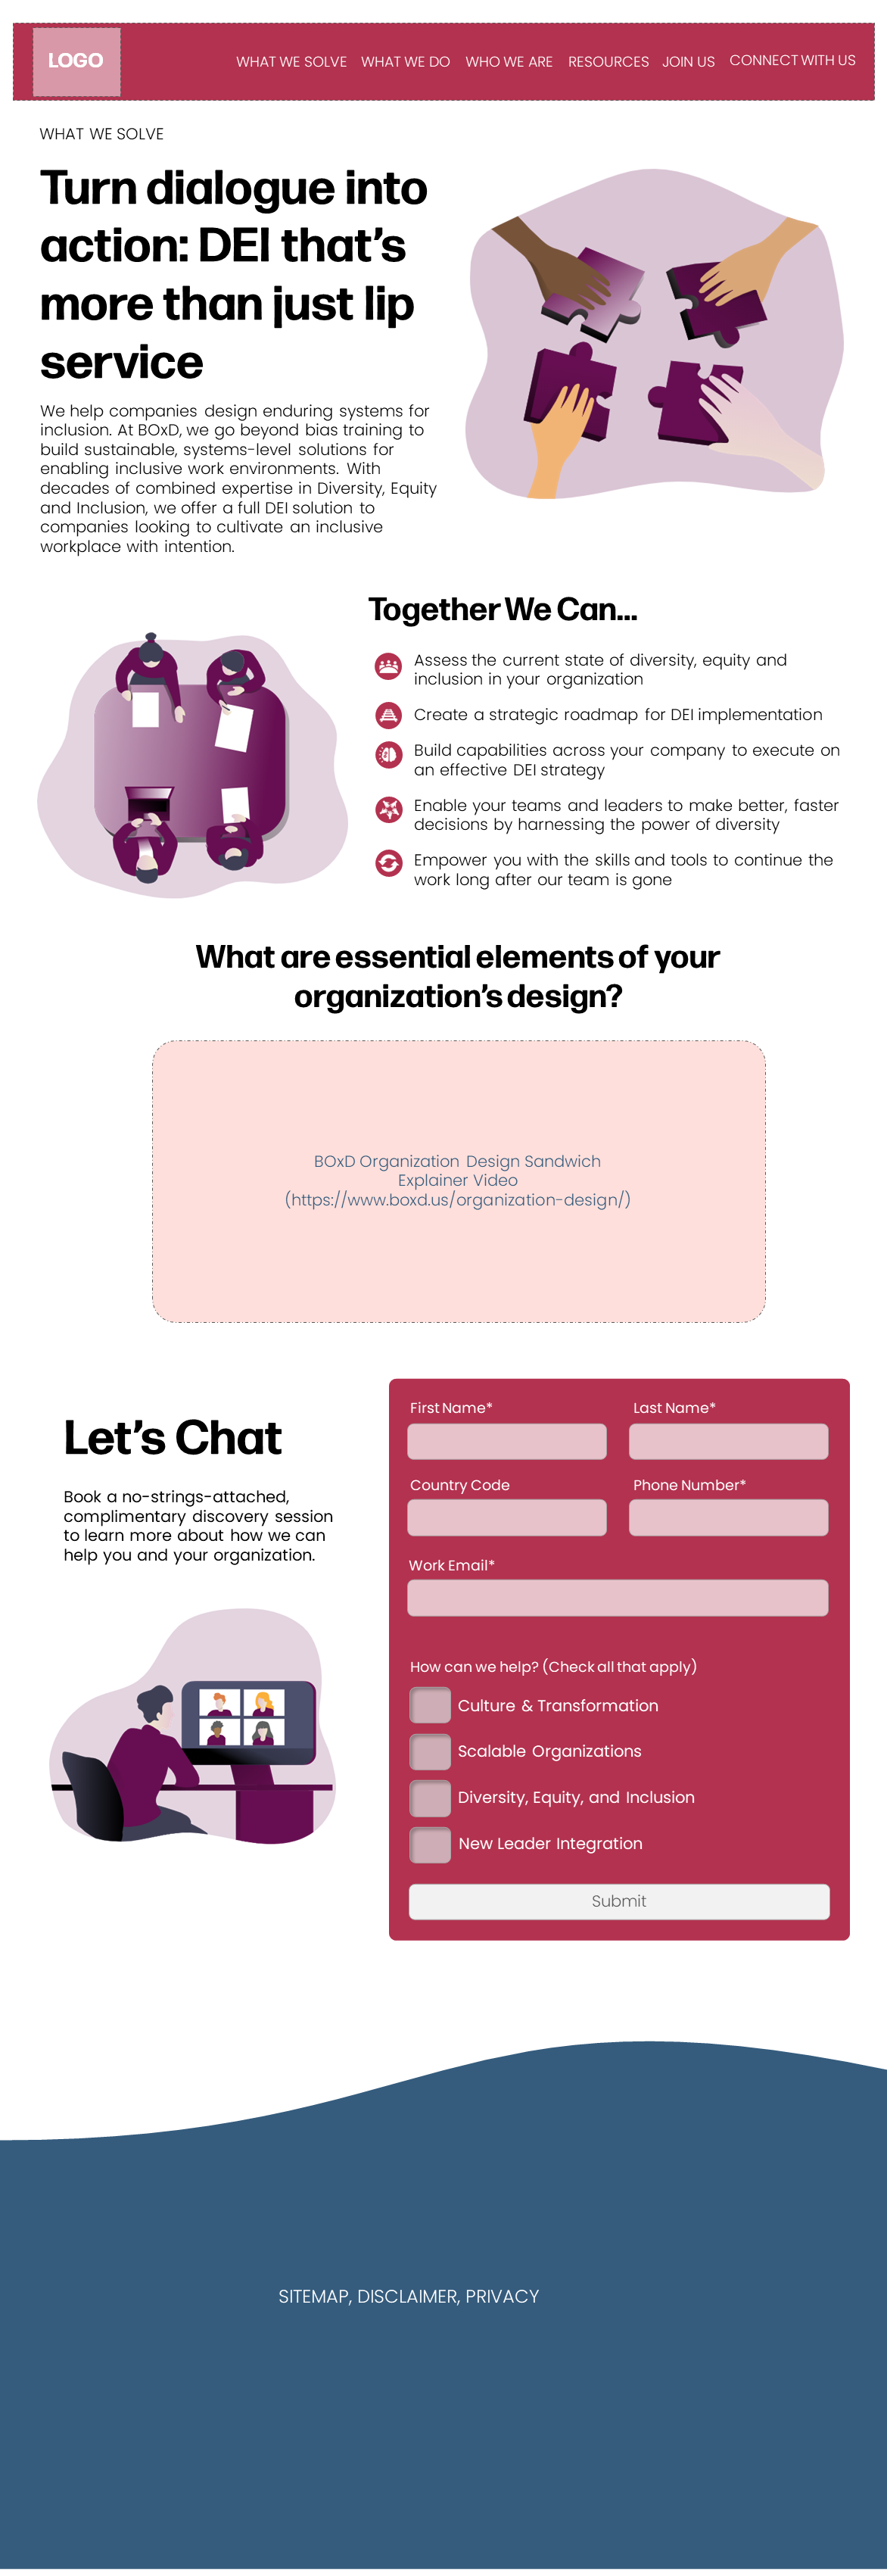 LOGO
WHAT WE SOLVE WHAT WE DO WHO WE ARE RESOURCES JOIN US CONNECT WITH US
WHAT WE SOLVE
Turn dialogue into
action: DEI that’s
more than just lip
service
We help companies design enduring systems for
inclusion. At BOxD, we go beyond bias training to
build sustainable, systems-level solutions for
enabling inclusive work environments. With
decades of combined expertise in Diversity, Equity
and Inclusion, we offer a full DEI solution to
companies looking to cultivate an inclusive
workplace with intention.
Together We Can...
Assess the current state of diversity, equity and
inclusion in your organization
Create a strategic roadmap for DEI implementation
Build capabilities across your company to execute on
an effective DEI strategy
Enable your teams and leaders to make better, faster
decisions by harnessing the power of diversity
Empower you with the skills and tools to continue the
work long after our team is gone
What are essential elements of your
organization’s design?
BOxD Organization Design Sandwich
Explainer Video
(https://www.boxd.us/organization-design/)
Let’s Chat
Book a no-strings-attached,
complimentary discovery session
to learn more about how we can
help you and your organization.
First Name* Last Name*
Country Code Phone Number*
Work Email*
How can we help? (Check all that apply)
Culture & Transformation
Scalable Organizations
Diversity, Equity, and Inclusion
New Leader Integration
Submit
SITEMAP, DISCLAIMER, PRIVACY